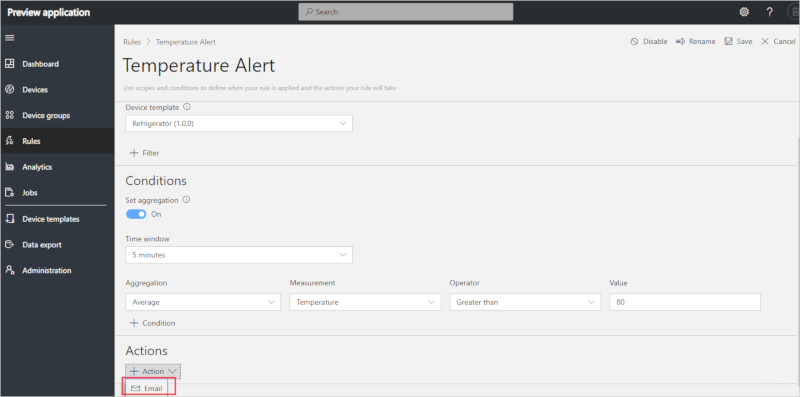 Preview application
Search
?
Dashboard
Devices
Device groups
Rules
Analytics
Jobs
Device templates
Data export
Administration
Rules > Temperature Alert
Disable Rename Save Cancel
Temperature Alert
Use scopes and conditions to define when your rule is applied and the actions your rule will take
Device template
Refrigerator (1.0.0)
+ Filter
Conditions
Set aggregation
On
Time window
5 minutes
Aggregation Measurement Operator Value
Average Temperature Greater than 80
+ Condition
Actions
+ Action
Email